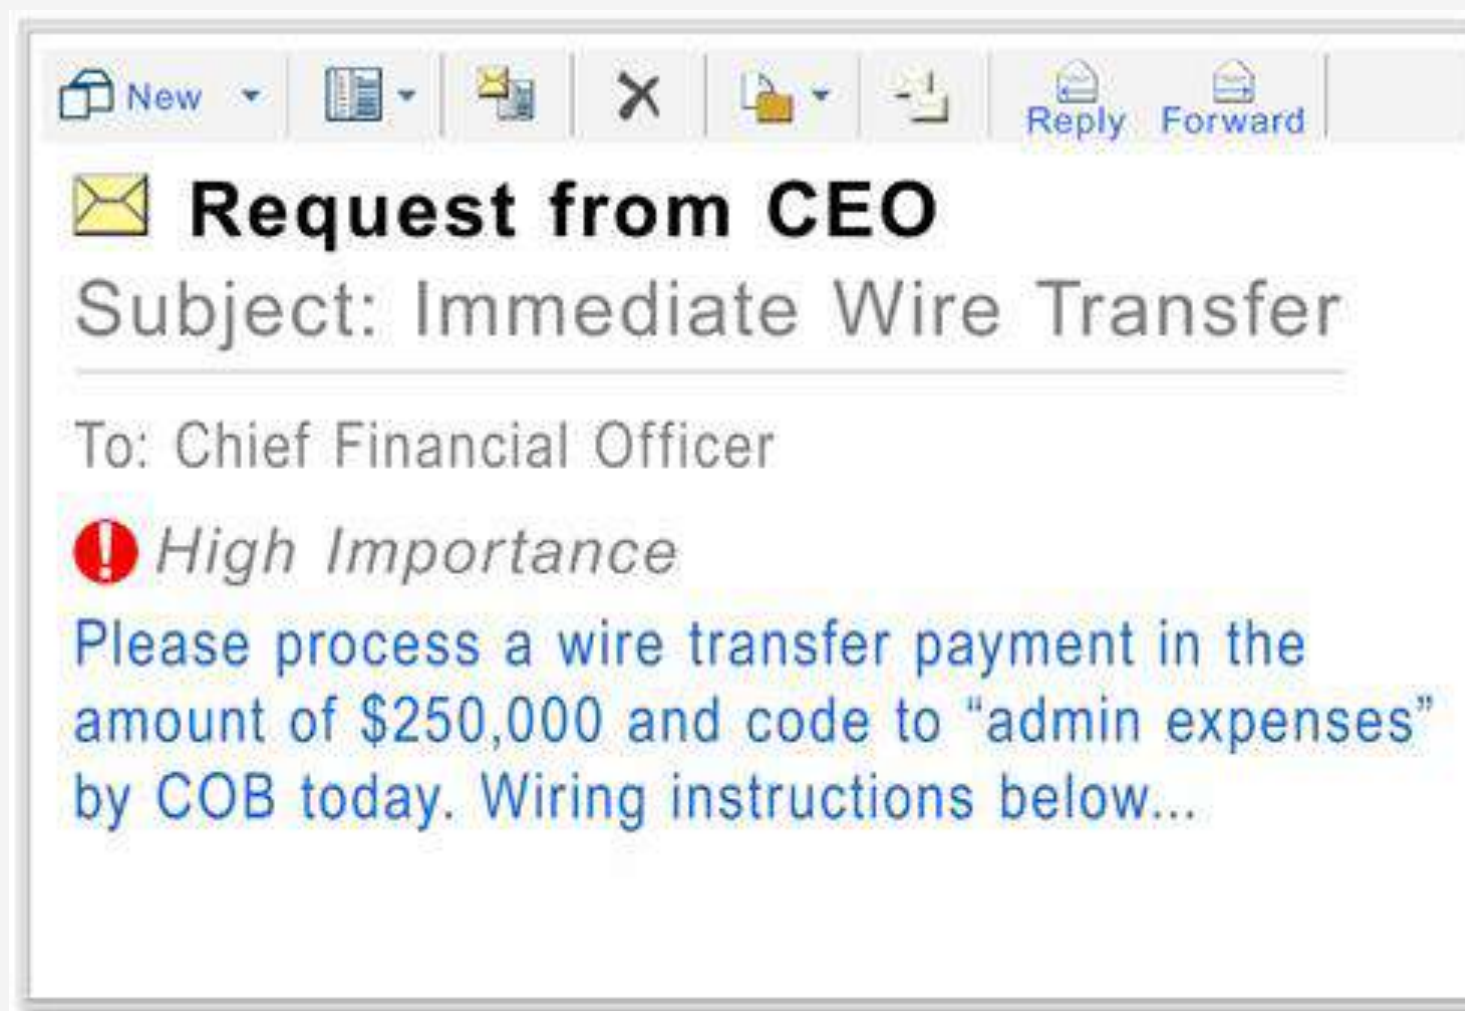 New
Reply Forward
Request from CEO
Subject: Immediate Wire Transfer
To: Chief Financial Officer
High Importance
Please process a wire transfer payment in the
amount of $250,000 and code to “admin expenses”
by COB today. Wiring instructions below...